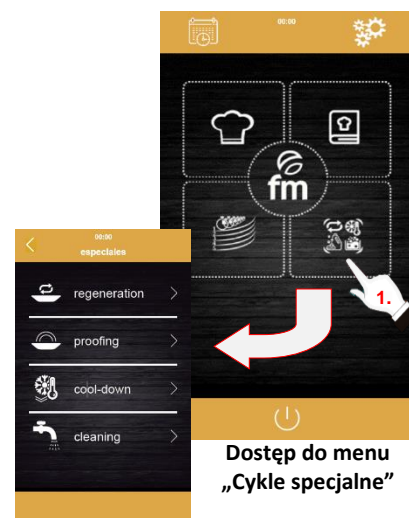 00:00
fm
1.
00:00
especiales
regeneration
proofing
cool-down
cleaning
Dostęp do menu
„Cykle specjalne”